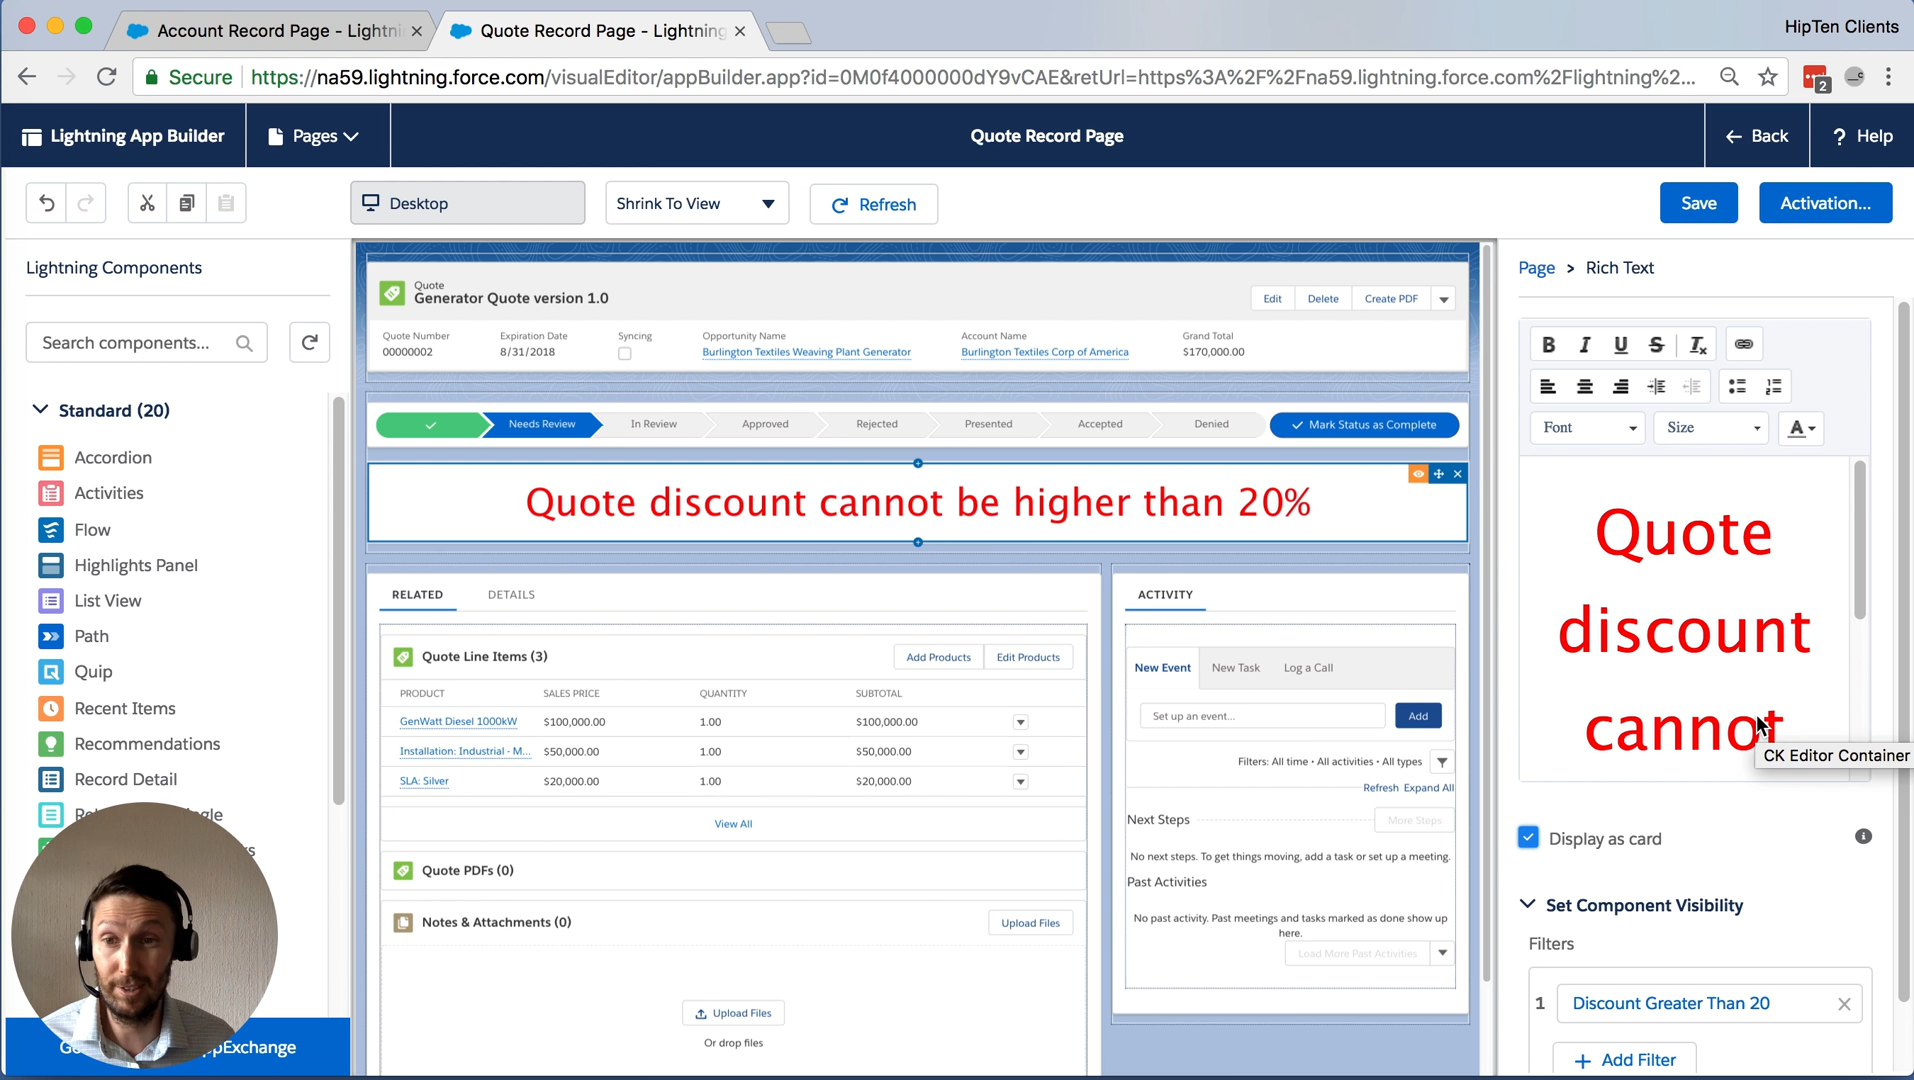 Account Record Page - Lightni
Quote Record Page - Lightning
HipTen Clients
Secure
https://na59.lightning.force.com/visualEditor/appBuilder.app?id=0M0f4000000dY9vCAE&retUrl=https%3A%2F%2Fna59.lightning.force.com%2Flightning%2...
2
Lightning App Builder
Pages
Quote Record Page
Back
? Help
Desktop
Shrink To View
Refresh
Save
Activation...
Lightning Components
Search components...
Standard (20)
Accordion
Activities
Flow
Highlights Panel
List View
Path
Quip
Recent Items
Recommendations
Record Detail
Quote
Generator Quote version 1.0
Edit
Delete
Create PDF
Quote Number
Expiration Date
Syncing
Opportunity Name
Account Name
Grand Total
00000002
8/31/2018
Burlington Textiles Weaving Plant Generator
Burlington Textiles Corp of America
$170,000.00
Needs Review
In Review
Approved
Rejected
Presented
Accepted
Denied
Mark Status as Complete
Quote discount cannot be higher than 20%
RELATED
DETAILS
Quote Line Items (3)
Add Products
Edit Products
PRODUCT
SALES PRICE
QUANTITY
SUBTOTAL
GenWatt Diesel 1000kW
$100,000.00
1.00
$100,000.00
Installation: Industrial - M...
$50,000.00
1.00
$50,000.00
SLA: Silver
$20,000.00
1.00
$20,000.00
View All
Quote PDFs (0)
Notes & Attachments (0)
Upload Files
Upload Files
Or drop files
ACTIVITY
New Event
New Task
Log a Call
Set up an event...
Add
Filters: All time • All activities • All types
Refresh
Expand All
Next Steps
More Steps
No next steps. To get things moving, add a task or set up a meeting.
Past Activities
No past activity. Past meetings and tasks marked as done show up
here.
Load More Past Activities
Page > Rich Text
B I U S Tx
Font
Size
A
Quote
discount
cannot
CK Editor Container
Display as card
Set Component Visibility
Filters
1
Discount Greater Than 20
Add Filter